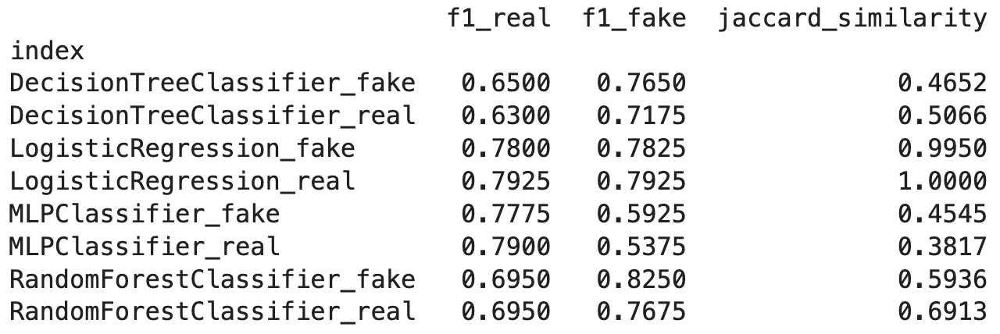 f1_real f1_fake jaccard_similarity
index
DecisionTreeClassifier_fake 0.6500 0.7650 0.4652
DecisionTreeClassifier_real 0.6300 0.7175 0.5066
LogisticRegression_fake 0.7800 0.7825 0.9950
LogisticRegression_real 0.7925 0.7925 1.0000
MLPClassifier_fake 0.7775 0.5925 0.4545
MLPClassifier_real 0.7900 0.5375 0.3817
RandomForestClassifier_fake 0.6950 0.8250 0.5936
RandomForestClassifier_real 0.6950 0.7675 0.6913